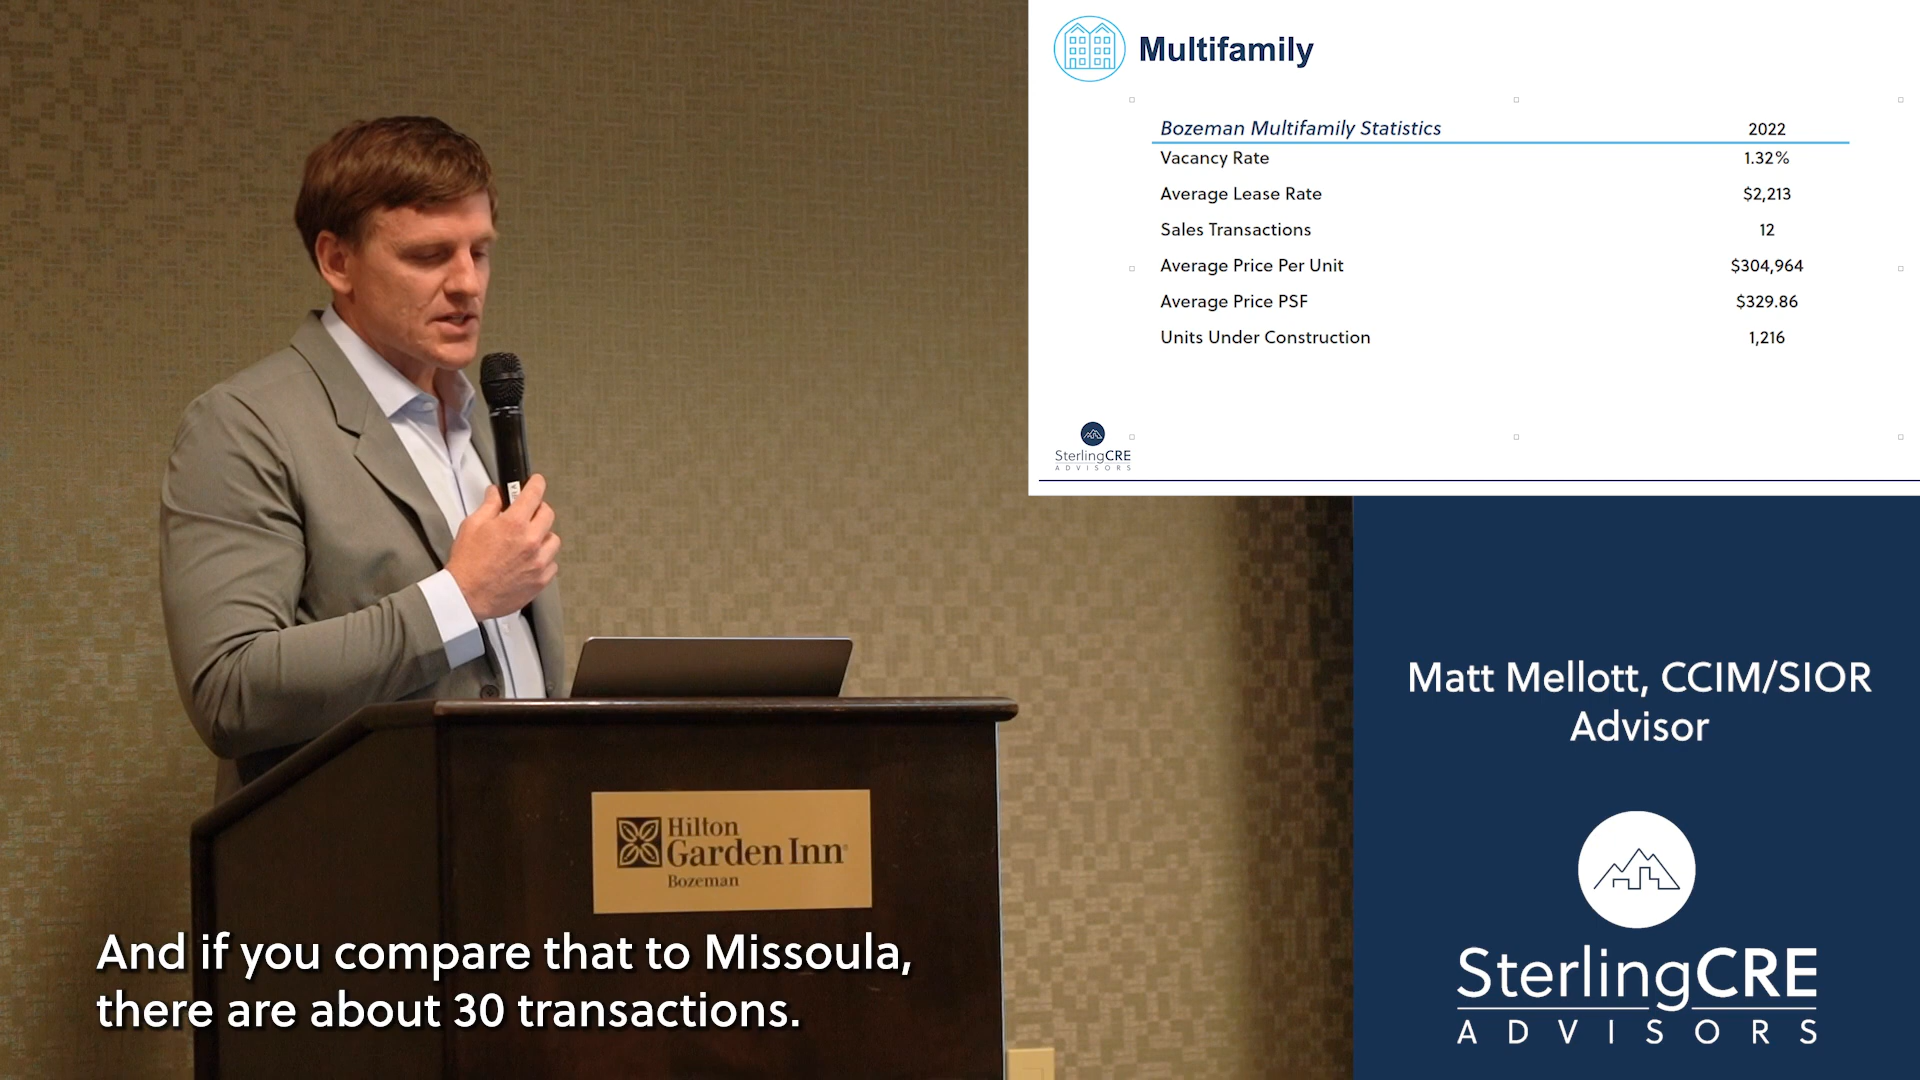 Multifamily
Bozeman Multifamily Statistics 2022
Vacancy Rate 1.32%
Average Lease Rate $2,213
Sales Transactions 12
Average Price Per Unit $304,964
Average Price PSF $329.86
Units Under Construction 1,216
SterlingCRE
ADVISORS
Matt Mellott, CCIM/SIOR
Advisor
SterlingCRE
ADVISORS
Hilton
Garden Inn
Bozeman
And if you compare that to Missoula,
there are about 30 transactions.